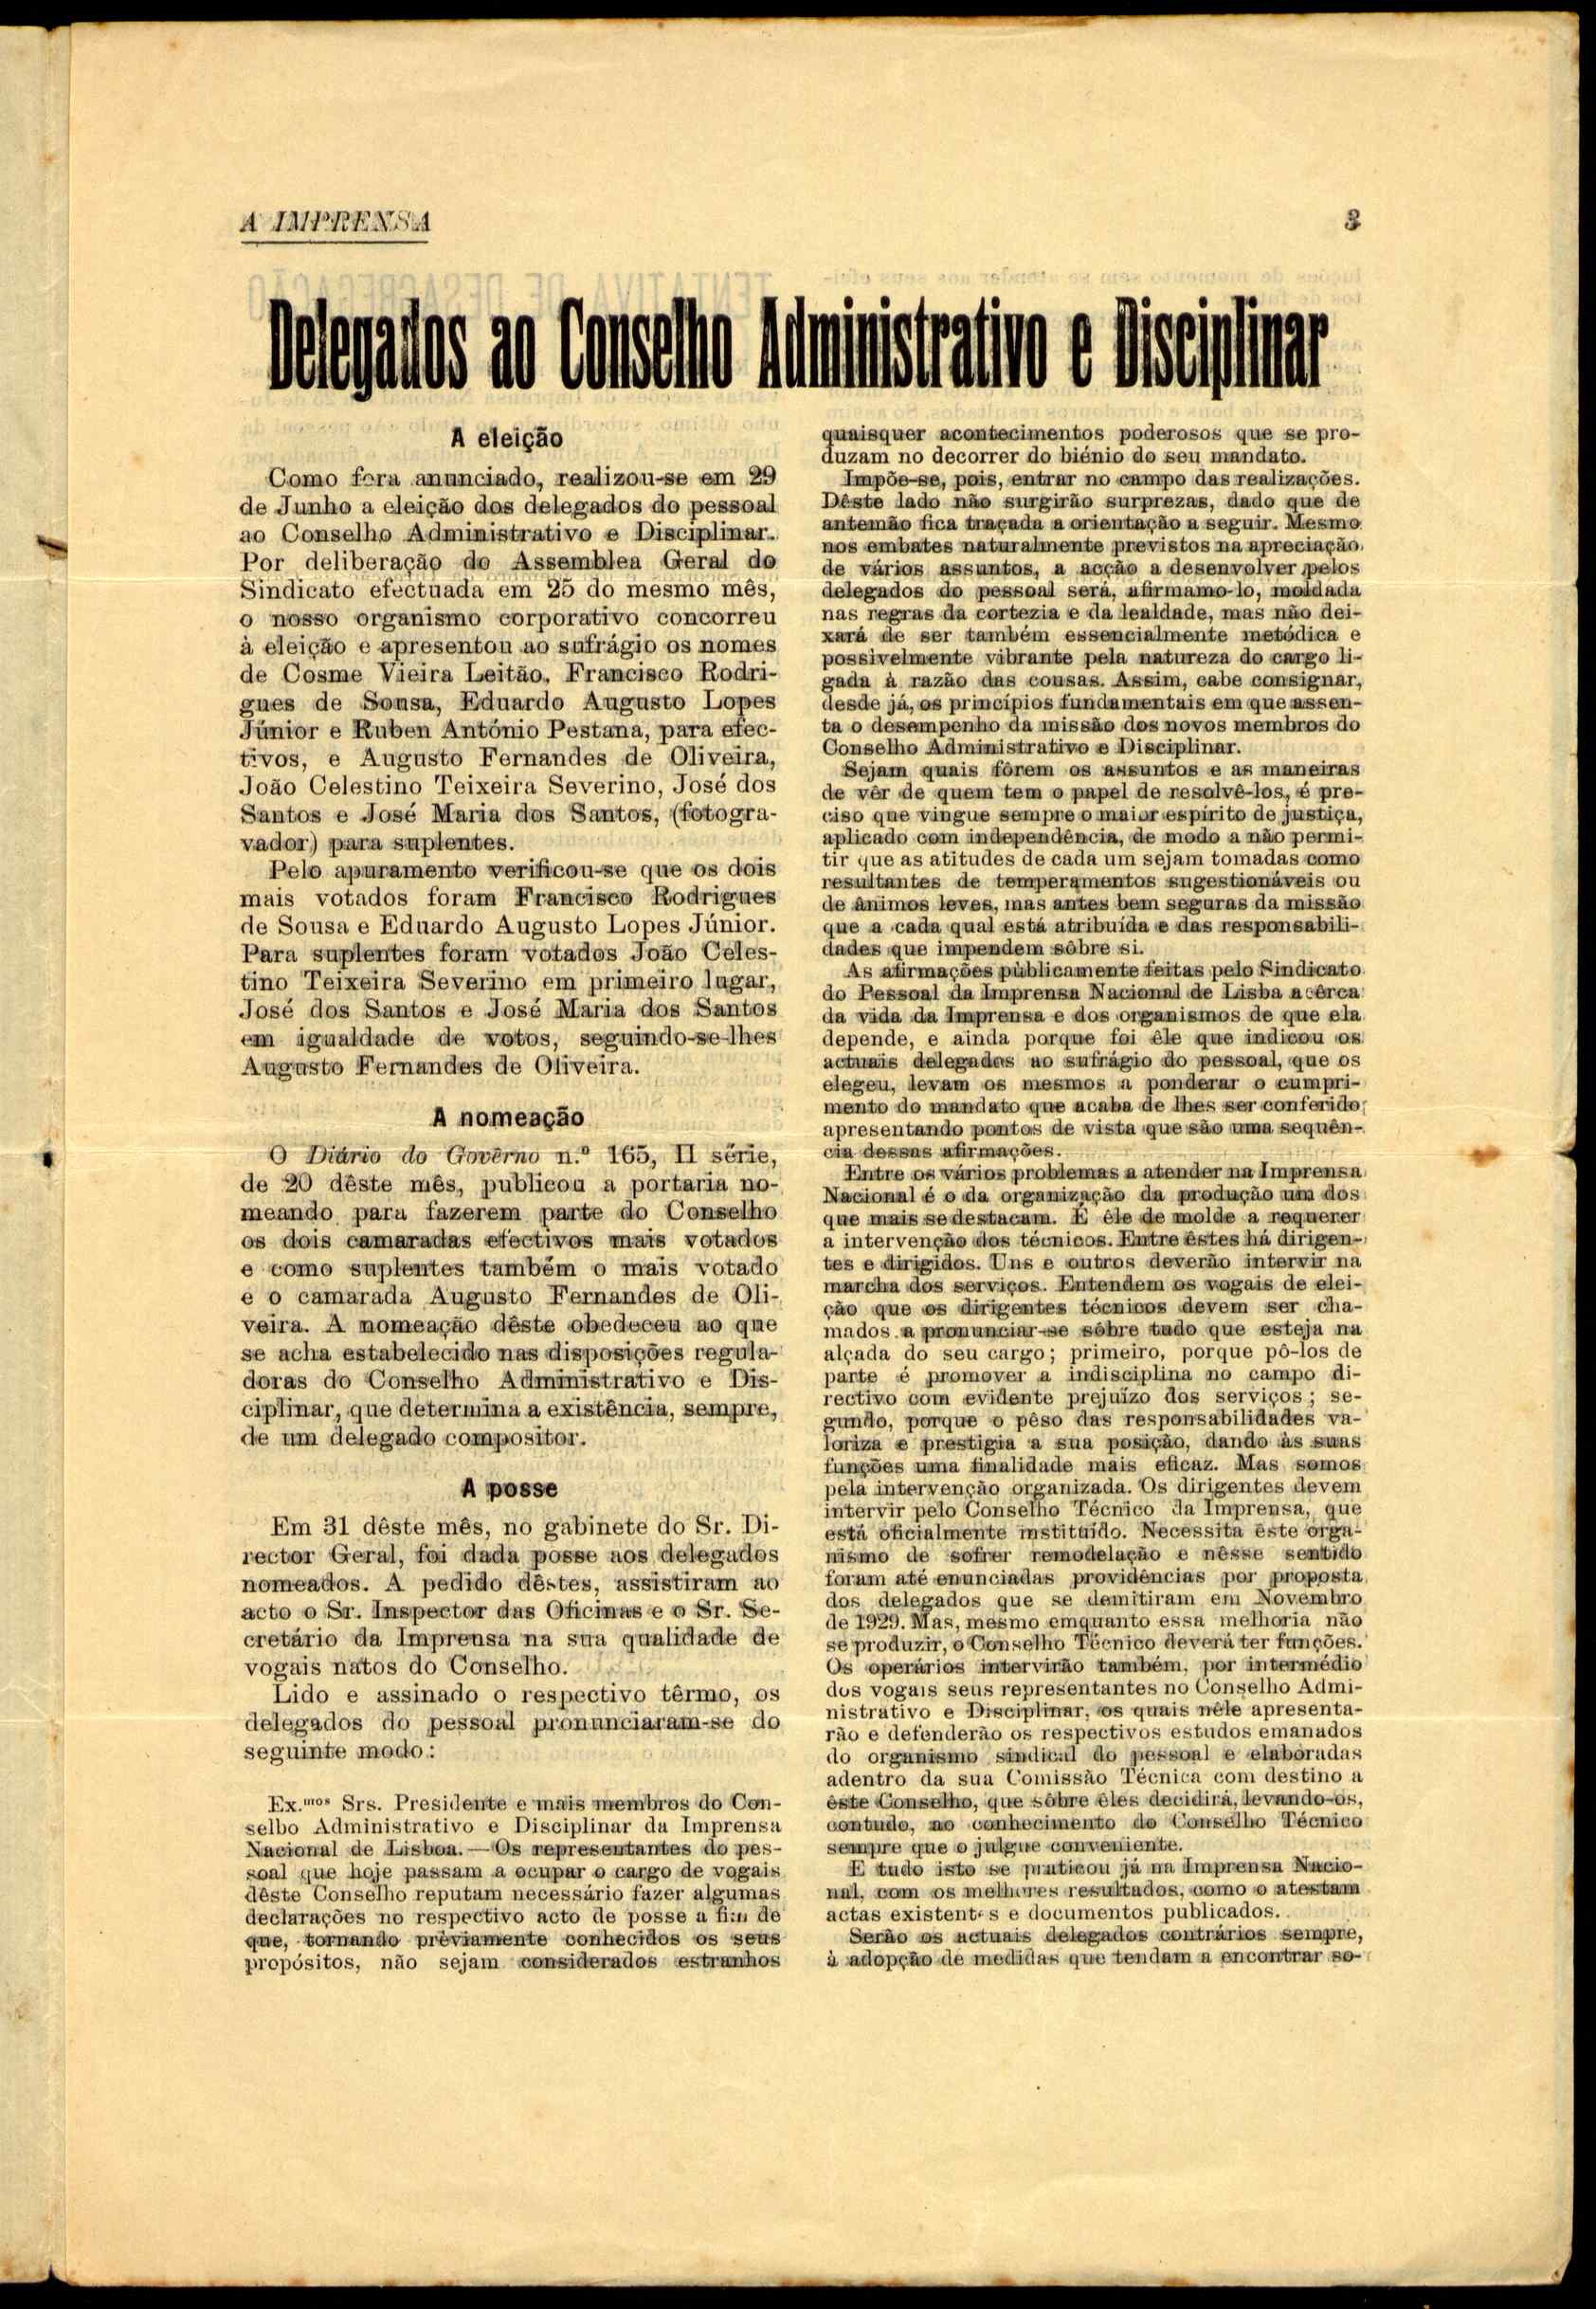 A IMPRENSA
3
Delegados ao Conselho Administrativo e Disciplinar
A eleição
Como fora anunciado, realizou-se em 29
de Junho a eleição dos delegados do pessoal
ao Conselho Administrativo e Disciplinar.
Por deliberação do Assemblea Geral do
Sindicato efectuada em 25 do mesmo mês,
o nosso organismo corporativo concorreu
à eleição e apresentou ao sufrágio os nomes
de Cosme Vieira Leitão, Francisco Rodri-
gues de Sousa, Eduardo Augusto Lopes
Júnior e Ruben António Pestana, para efec-
tivos, e Augusto Fernandes de Oliveira,
João Celestino Teixeira Severino, José dos
Santos e José Maria dos Santos, (fotogra-
vador) para suplentes.
Pelo apuramento verificou-se que os dois
mais votados foram Francisco Rodrigues
de Sousa e Eduardo Augusto Lopes Júnior.
Para suplentes foram votados João Celes-
tino Teixeira Severino em primeiro lugar,
José dos Santos e José Maria dos Santos
em igualdade de votos, seguindo-se-lhes
Augusto Fernandes de Oliveira.
A nomeação
O Diário do Govêrno n.º 165, II série,
de 20 dêste mês, publicou a portaria no-
meando para fazerem parte do Conselho
os dois camaradas efectivos mais votados
e como suplentes também o mais votado
e o camarada Augusto Fernandes de Oli-
veira. A nomeação dêste obedeceu ao que
se acha estabelecido nas disposições regula-
doras do Conselho Administrativo e Dis-
ciplinar, que determina a existência, sempre,
de um delegado compositor.
A posse
Em 31 dêste mês, no gabinete do Sr. Di-
rector Geral, foi dada posse aos delegados
nomeados. A pedido dêstes, assistiram ao
acto o Sr. Inspector das Oficinas e o Sr. Se-
cretário da Imprensa na sua qualidade de
vogais natos do Conselho.
Lido e assinado o respectivo têrmo, os
delegados do pessoal pronunciaram-se do
seguinte modo:
Ex.mos Srs. Presidente e mais membros do Con-
selho Administrativo e Disciplinar da Imprensa
Nacional de Lisboa.—Os representantes do pes-
soal que hoje passam a ocupar o cargo de vogais
dêste Conselho reputam necessário fazer algumas
declarações no respectivo acto de posse a fim de
que, tornando prèviamente conhecidos os seus
propósitos, não sejam considerados estranhos
quaisquer acontecimentos poderosos que se pro-
duzam no decorrer do biénio do seu mandato.
Impõe-se, pois, entrar no campo das realizações.
Dêste lado não surgirão surprezas, dado que de
antemão fica traçada a orientação a seguir. Mesmo
nos embates naturalmente previstos na apreciação
de vários assuntos, a acção a desenvolver pelos
delegados do pessoal será, afirmamo-lo, moldada
nas regras da cortezia e da lealdade, mas não dei-
xará de ser também essencialmente metódica e
possivelmente vibrante pela natureza do cargo li-
gada à razão das cousas. Assim, cabe consignar,
desde já, os princípios fundamentais em que assen-
ta o desempenho da missão dos novos membros do
Conselho Administrativo e Disciplinar.
Sejam quais fôrem os assuntos e as maneiras
de vêr de quem tem o papel de resolvê-los, é pre-
ciso que vingue sempre o maior espírito de justiça,
aplicado com independência, de modo a não permi-
tir que as atitudes de cada um sejam tomadas como
resultantes de temperamentos sugestionáveis ou
de ânimos leves, mas antes bem seguras da missão
que a cada qual está atribuída e das responsabili-
dades que impendem sôbre si.
As afirmações públicamente feitas pelo Sindicato
do Pessoal da Imprensa Nacional de Lisba acêrca
da vida da Imprensa e dos organismos de que ela
depende, e ainda porque foi êle que indicou os
actuais delegados ao sufrágio do pessoal, que os
elegeu, levam os mesmos a ponderar o cumpri-
mento do mandato que acaba de lhes ser conferido,
apresentando pontos de vista que são uma sequên-
cia dessas afirmações.
Entre os vários problemas a atender na Imprensa
Nacional é o da organização da produção um dos
que mais se destacam. É êle de molde a requerer
a intervenção dos técnicos. Entre êstes há dirigen-
tes e dirigidos. Uns e outros deverão intervir na
marcha dos serviços. Entendem os vogais de elei-
ção que os dirigentes técnicos devem ser cha-
mados a pronunciar-se sôbre tudo que esteja na
alçada do seu cargo; primeiro, porque pô-los de
parte é promover a indisciplina no campo di-
rectivo com evidente prejuízo dos serviços; se-
gundo, porque o pêso das responsabilidades va-
loriza e prestigia a sua posição, dando às suas
funções uma finalidade mais eficaz. Mas somos
pela intervenção organizada. Os dirigentes devem
intervir pelo Conselho Técnico da Imprensa, que
está oficialmente instituído. Necessita êste orga-
nismo de sofrer remodelação e nêsse sentido
foram até enunciadas providências por proposta
dos delegados que se demitiram em Novembro
de 1929. Mas, mesmo emquanto essa melhoria não
se produzir, o Conselho Técnico deverá ter funções.
Os operários intervirão também, por intermédio
dos vogais seus representantes no Conselho Admi-
nistrativo e Disciplinar, os quais nêle apresenta-
rão e defenderão os respectivos estudos emanados
do organismo sindical do pessoal e elaboradas
adentro da sua Comissão Técnica com destino a
êste Conselho, que sôbre êles decidirá, levando-os,
contudo, ao conhecimento do Conselho Técnico
sempre que o julgue conveniente.
E tudo isto se praticou já na Imprensa Nacio-
nal, com os melhores resultados, como o atestam
actas existentes e documentos publicados.
Serão os actuais delegados contrários sempre,
à adopção de medidas que tendam a encontrar so-